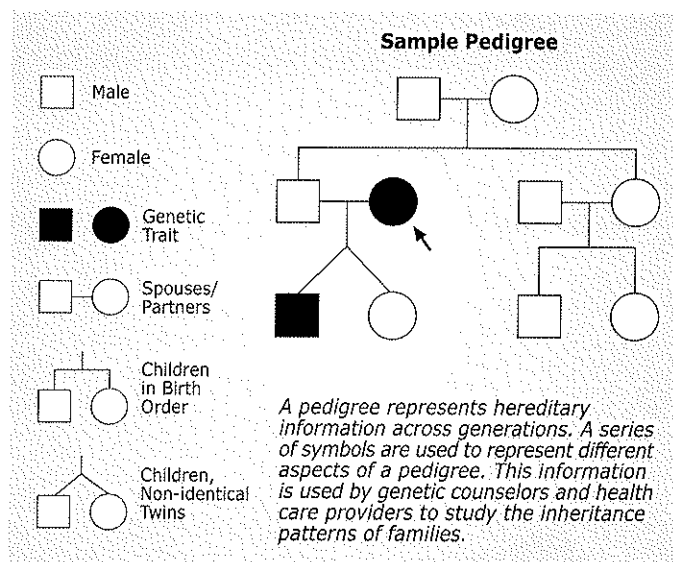 Sample Pedigree
Male
Female
Genetic
Trait
Spouses/
Partners
Children
in Birth
Order
Children,
Non-identical
Twins
A pedigree represents hereditary
information across generations. A series
of symbols are used to represent different
aspects of a pedigree. This information
is used by genetic counselors and health
care providers to study the inheritance
patterns of families.